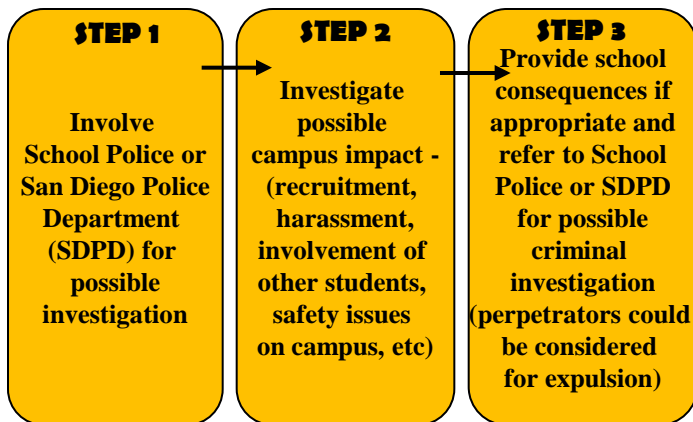 STEP 1
Involve
School Police or
San Diego Police
Department
(SDPD) for
possible
investigation
STEP 2
Investigate
possible
campus impact -
(recruitment,
harassment,
involvement of
other students,
safety issues
on campus, etc)
STEP 3
Provide school
consequences if
appropriate and
refer to School
Police or SDPD
for possible
criminal
investigation
(perpetrators could
be considered
for expulsion)